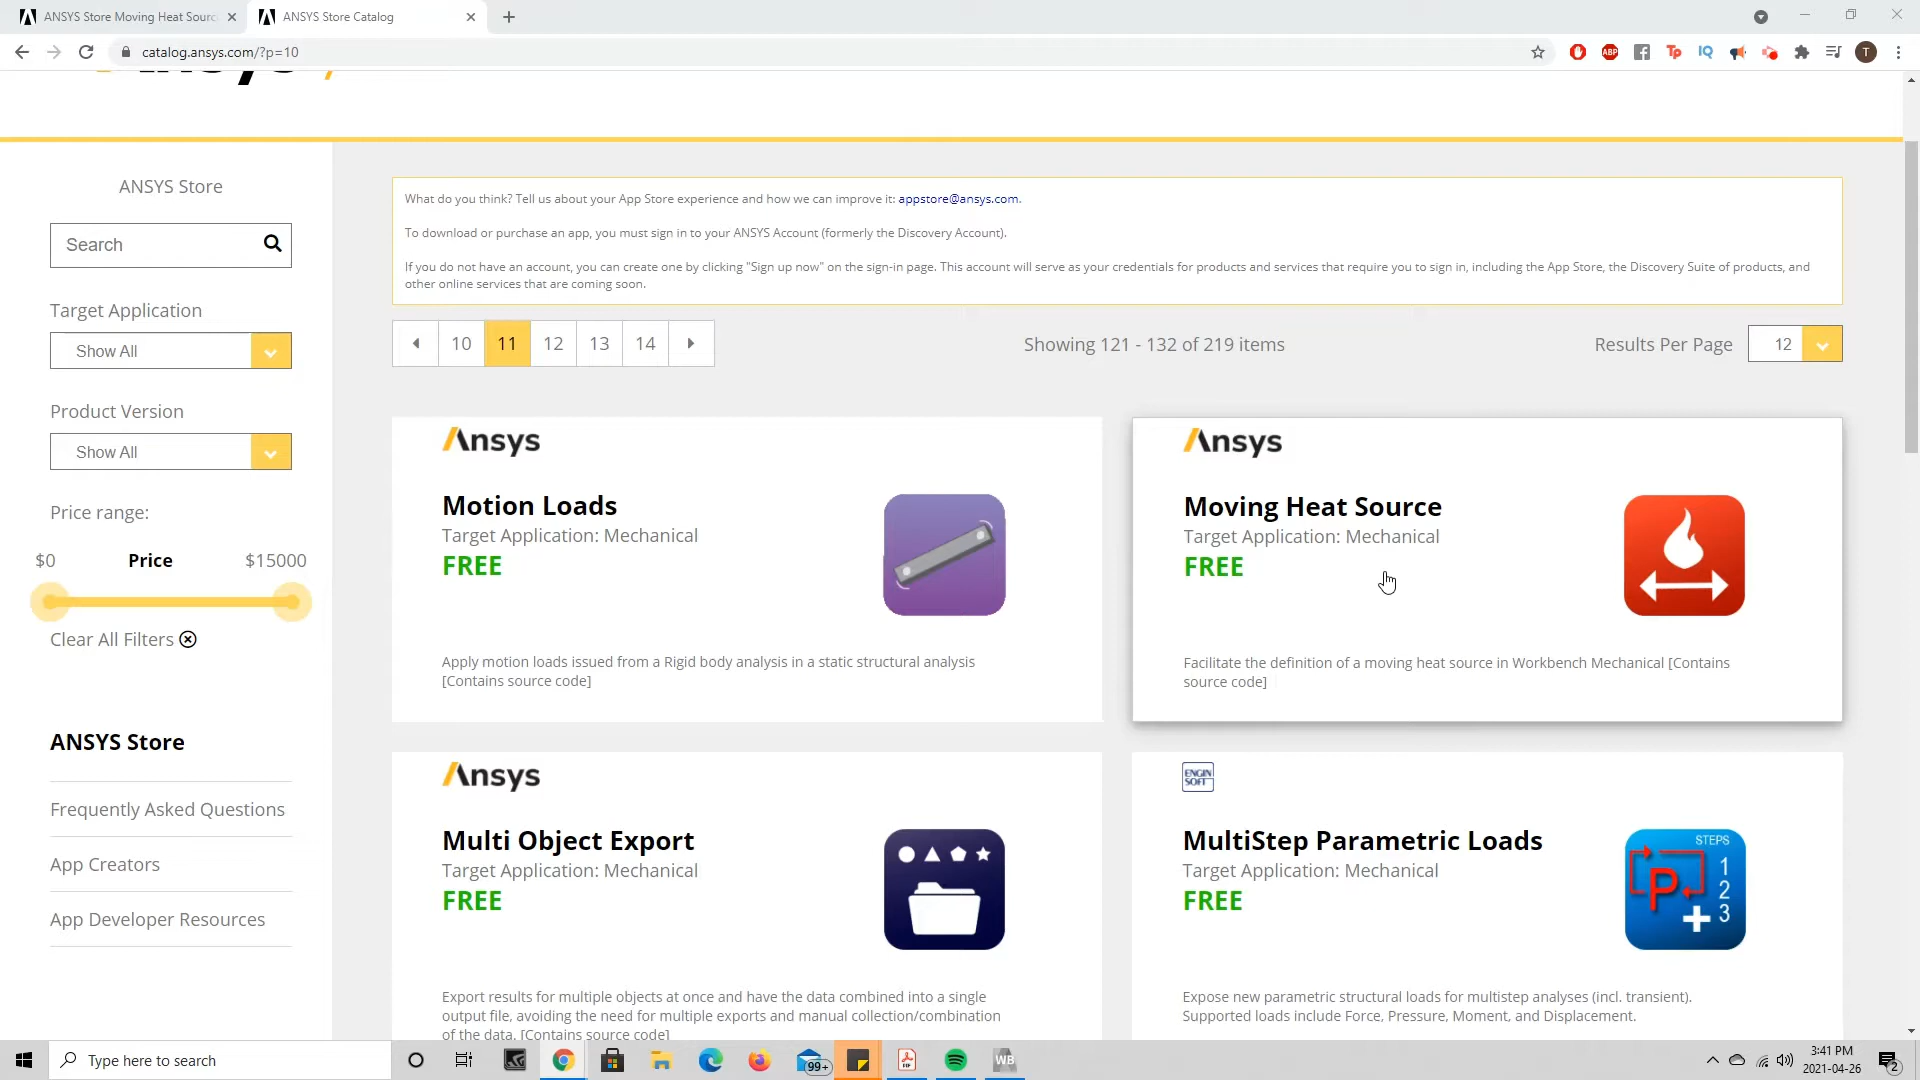 ANSYS Store Moving Heat Sourc
ANSYS Store Catalog
catalog.ansys.com/?p=10
ABP
Tp
IQ
T
ANSYS Store
Search
Target Application
Show All
Product Version
Show All
Price range:
$0 Price $15000
Clear All Filters
ANSYS Store
Frequently Asked Questions
App Creators
App Developer Resources
What do you think? Tell us about your App Store experience and how we can improve it: appstore@ansys.com.
To download or purchase an app, you must sign in to your ANSYS Account (formerly the Discovery Account).
If you do not have an account, you can create one by clicking "Sign up now" on the sign-in page. This account will serve as your credentials for products and services that require you to sign in, including the App Store, the Discovery Suite of products, and
other online services that are coming soon.
10 11 12 13 14
Showing 121 - 132 of 219 items
Results Per Page 12
Ansys
Motion Loads
Target Application: Mechanical
FREE
Apply motion loads issued from a Rigid body analysis in a static structural analysis
[Contains source code]
Ansys
Moving Heat Source
Target Application: Mechanical
FREE
Facilitate the definition of a moving heat source in Workbench Mechanical [Contains
source code]
Ansys
Multi Object Export
Target Application: Mechanical
FREE
Export results for multiple objects at once and have the data combined into a single
output file, avoiding the need for multiple exports and manual collection/combination
of the data. [Contains source code]
ENGIN
SOFT
MultiStep Parametric Loads
Target Application: Mechanical
FREE
STEPS
P
1
2
3
Expose new parametric structural loads for multistep analyses (incl. transient).
Supported loads include Force, Pressure, Moment, and Displacement.
Type here to search
99+
WB
3:41 PM
2021-04-26
2